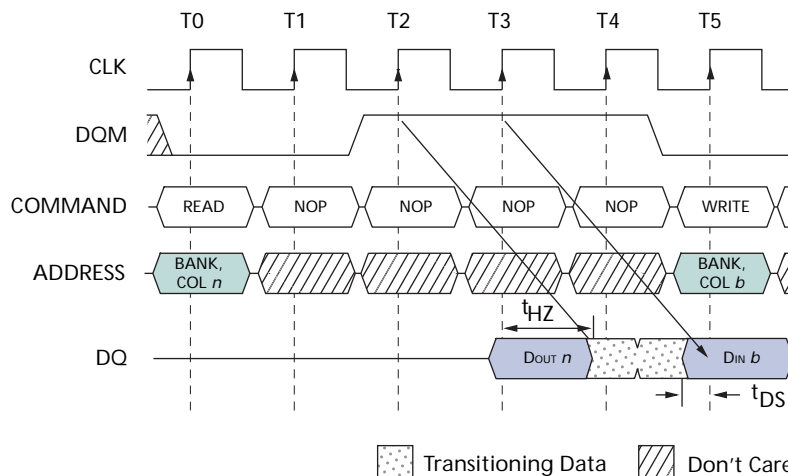 T0 T1 T2 T3 T4 T5
CLK
DQM
COMMAND READ NOP NOP NOP NOP WRITE
ADDRESS BANK, COL n BANK, COL b
tHZ
DQ DOUT n DIN b
tDS
Transitioning Data Don't Care